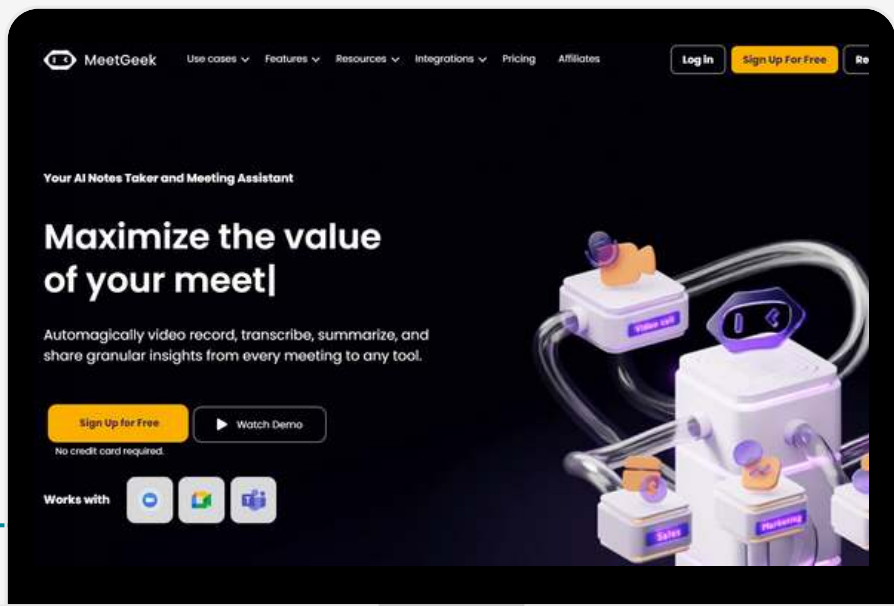 MeetGeek
Use cases
Features
Resources
Integrations
Pricing
Affiliates
Log in
Sign Up For Free
Re
Your AI Notes Taker and Meeting Assistant
Maximize the value
of your meet|
Automagically video record, transcribe, summarize, and
share granular insights from every meeting to any tool.
Sign Up for Free
Watch Demo
No credit card required.
Works with
Video call
Sales
Marketing